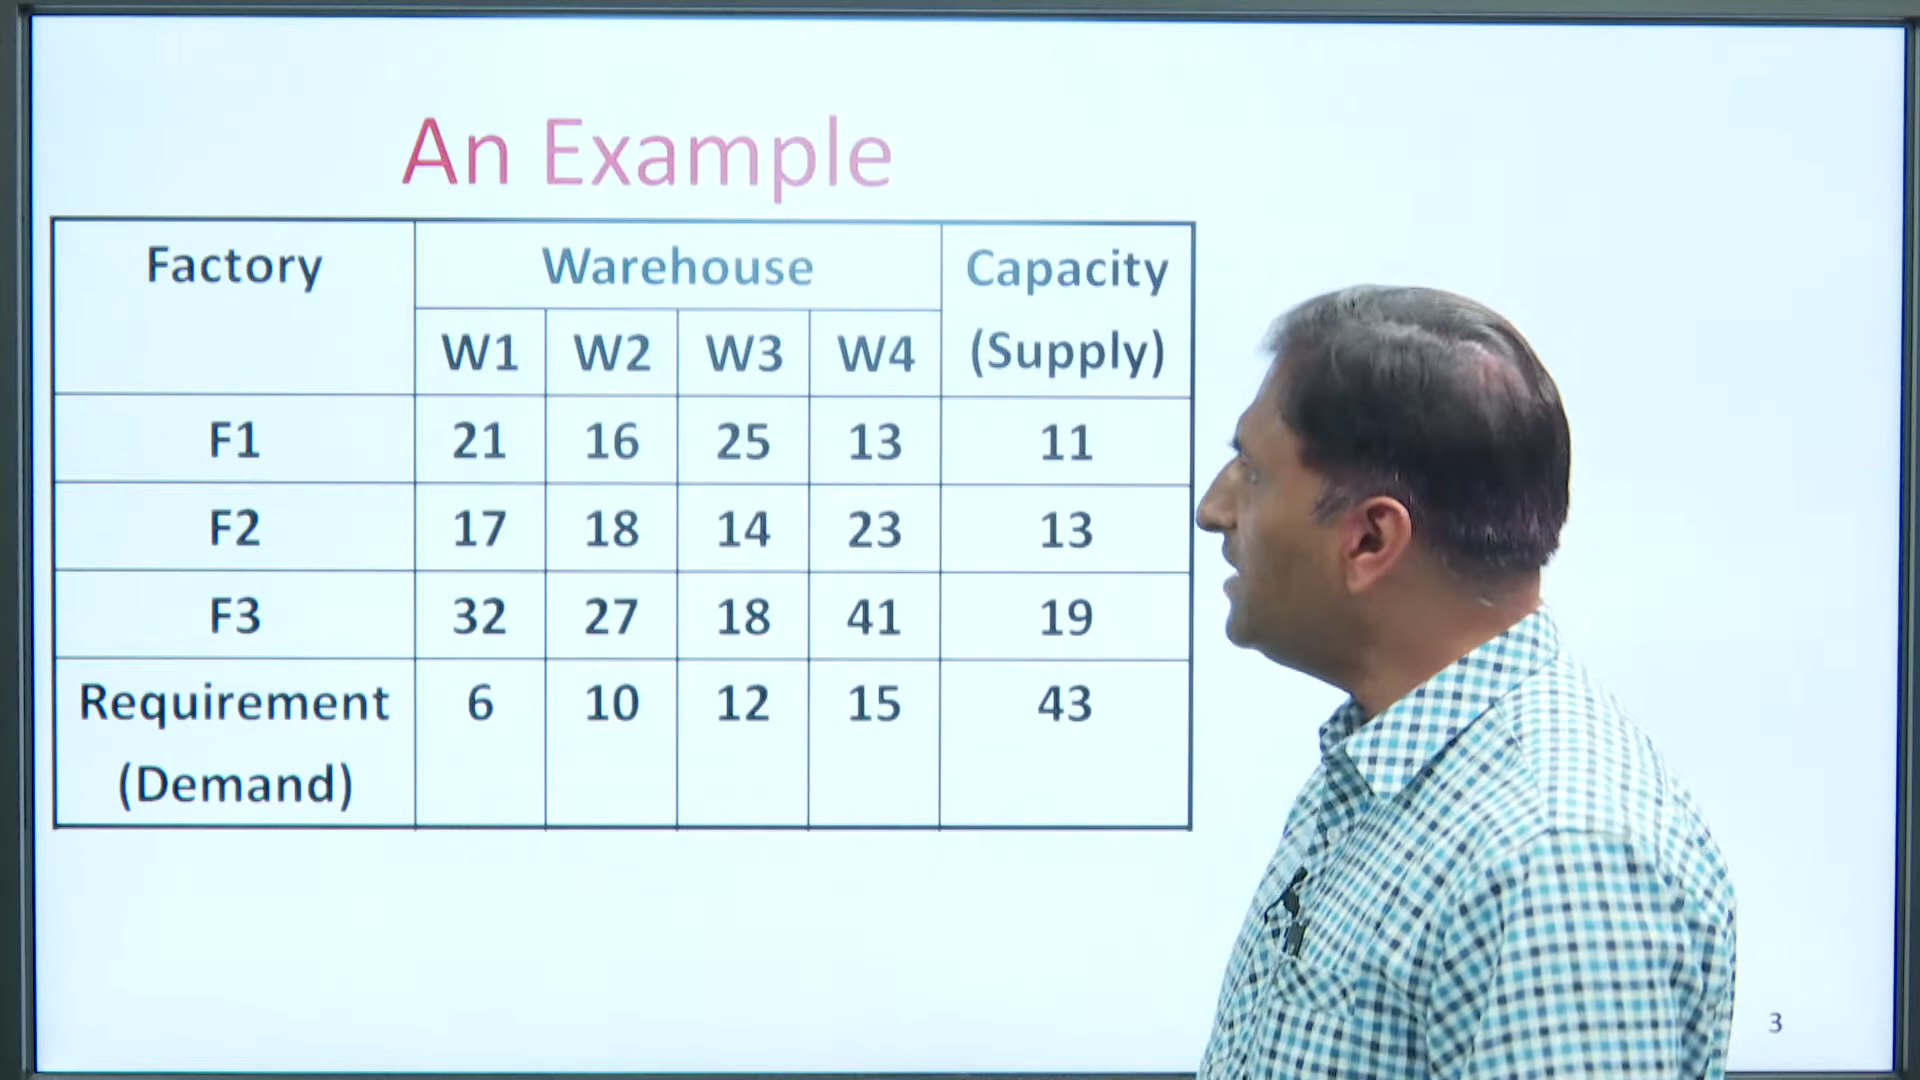 An Example
Factory Warehouse Capacity
(Supply)
W1 W2 W3 W4
F1 21 16 25 13 11
F2 17 18 14 23 13
F3 32 27 18 41 19
Requirement
(Demand) 6 10 12 15 43
3